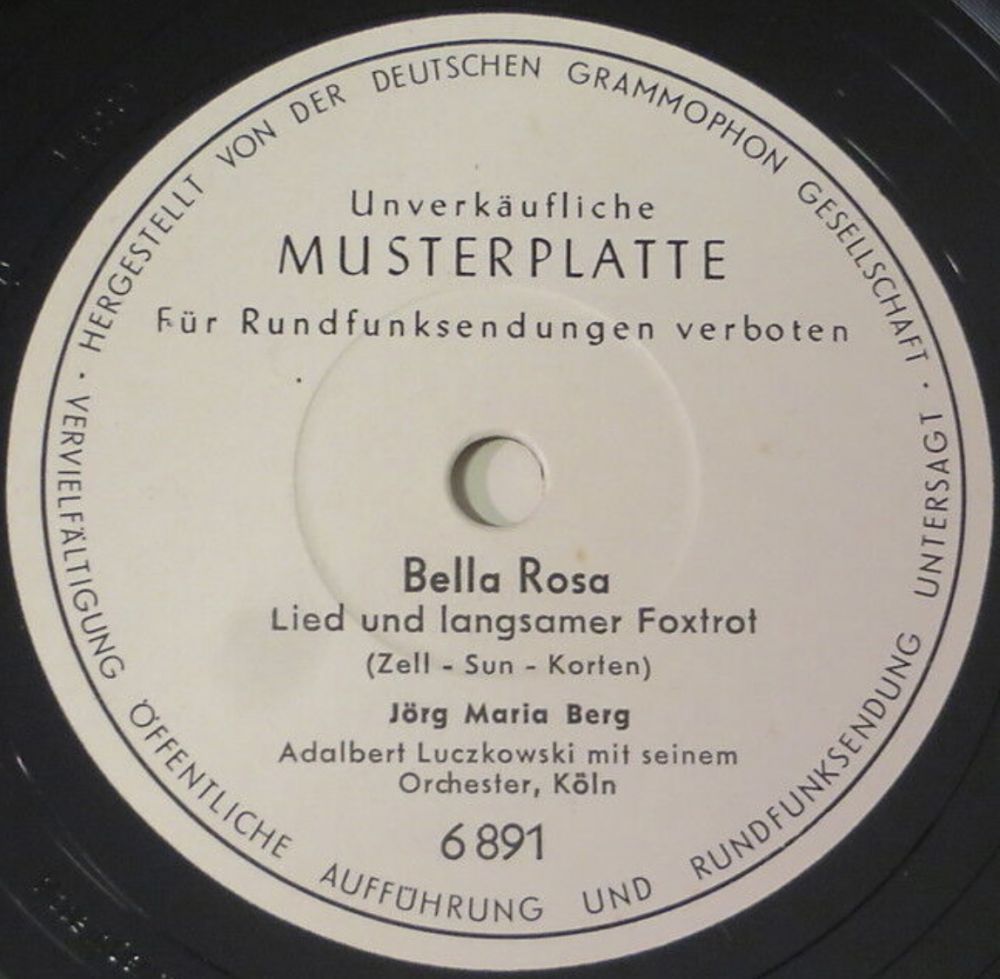 HERGESTELLT VON DER DEUTSCHEN GRAMMOPHON GESELLSCHAFT ·
VERVIELFÄLTIGUNG ÖFFENTLICHE AUFFÜHRUNG UND RUNDFUNKSENDUNG UNTERSAGT ·
Unverkäufliche
MUSTERPLATTE
Für Rundfunksendungen verboten
Bella Rosa
Lied und langsamer Foxtrot
(Zell - Sun - Korten)
Jörg Maria Berg
Adalbert Luczkowski mit seinem
Orchester, Köln
6 891